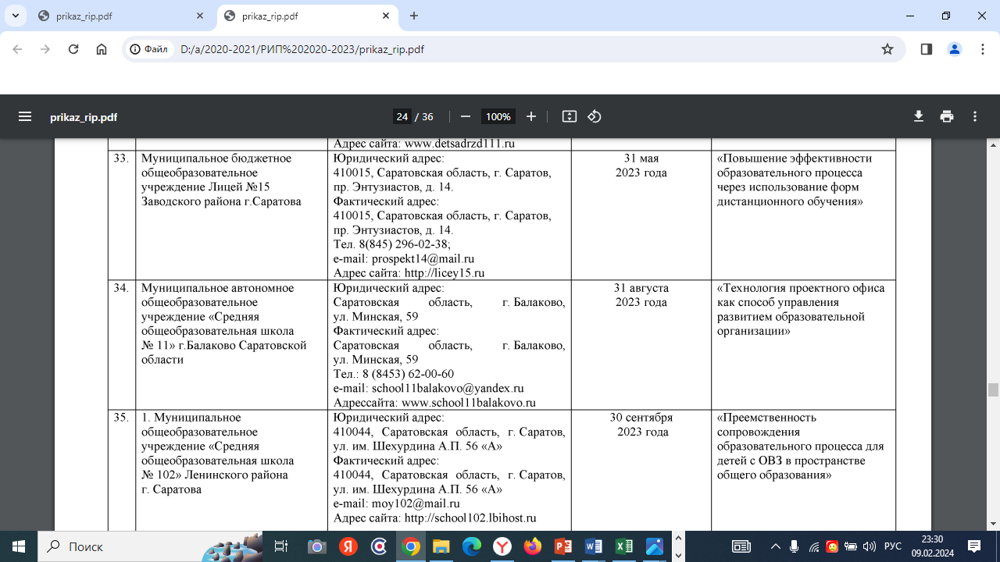 prikaz_rip.pdf
prikaz_rip.pdf
Файл
D:/a/2020-2021/РИП%202020-2023/prikaz_rip.pdf
prikaz_rip.pdf
24 / 36
100%
Адрес сайта: www.detsadrzd111.ru
33.
Муниципальное бюджетное
общеобразовательное
учреждение Лицей №15
Заводского района г.Саратова
Юридический адрес:
410015, Саратовская область, г. Саратов,
пр. Энтузиастов, д. 14.
Фактический адрес:
410015, Саратовская область, г. Саратов,
пр. Энтузиастов, д. 14.
Тел. 8(845) 296-02-38;
e-mail: prospekt14@mail.ru
Адрес сайта: http://licey15.ru
31 мая
2023 года
«Повышение эффективности
образовательного процесса
через использование форм
дистанционного обучения»
34.
Муниципальное автономное
общеобразовательное
учреждение «Средняя
общеобразовательная школа
№ 11» г.Балаково Саратовской
области
Юридический адрес:
Саратовская область, г. Балаково,
ул. Минская, 59
Фактический адрес:
Саратовская область, г. Балаково,
ул. Минская, 59
Тел.: 8 (8453) 62-00-60
e-mail: school11balakovo@yandex.ru
Адрессайта: www.school11balakovo.ru
31 августа
2023 года
«Технология проектного офиса
как способ управления
развитием образовательной
организации»
35.
1. Муниципальное
общеобразовательное
учреждение «Средняя
общеобразовательная школа
№ 102» Ленинского района
г. Саратова
Юридический адрес:
410044, Саратовская область, г. Саратов,
ул. им. Шехурдина А.П. 56 «А»
Фактический адрес:
410044, Саратовская область, г. Саратов,
ул. им. Шехурдина А.П. 56 «А»
e-mail: moy102@mail.ru
Адрес сайта: http://school102.lbihost.ru
30 сентября
2023 года
«Преемственность
сопровождения
образовательного процесса для
детей с ОВЗ в пространстве
общего образования»
Поиск
РУС
23:30
09.02.2024